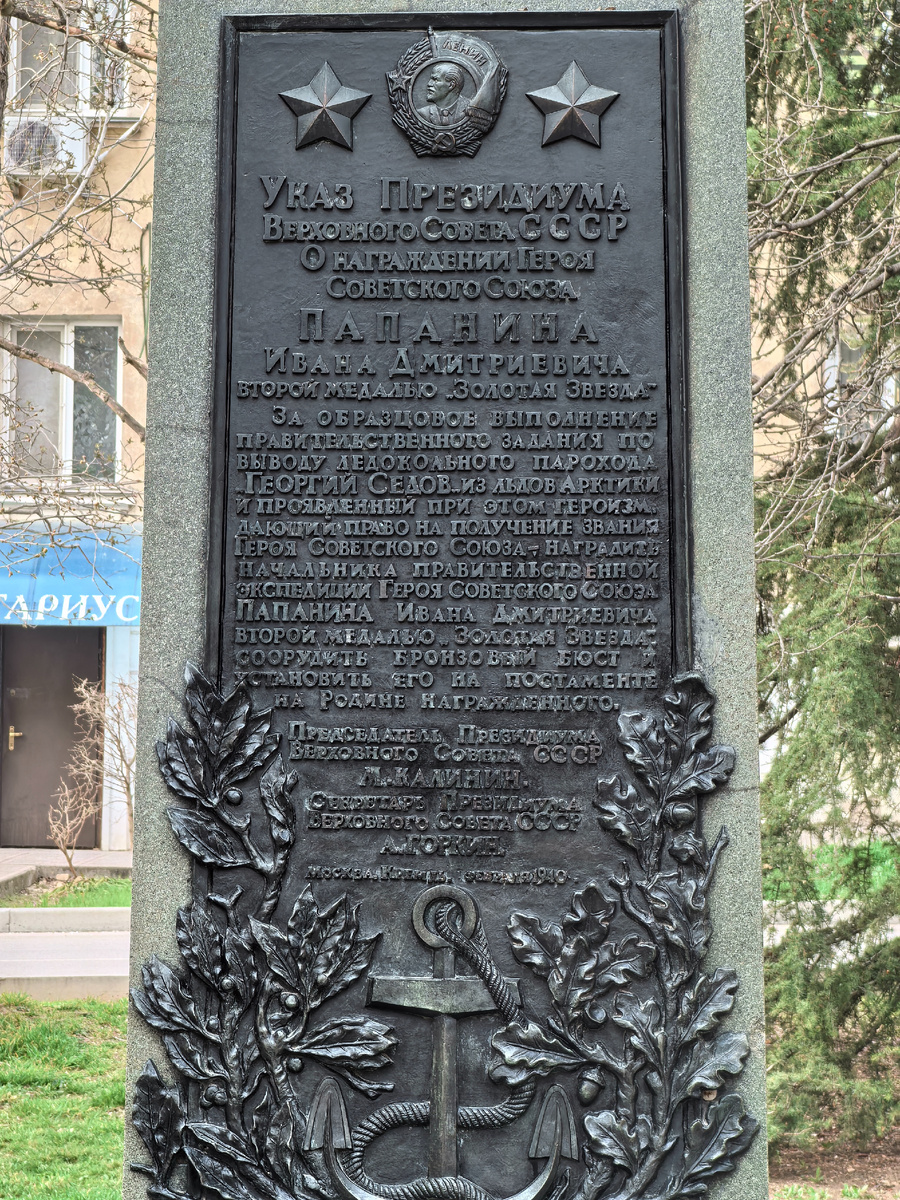 ЛЕНИН
УКАЗ ПРЕЗИДИУМА
ВЕРХОВНОГО СОВЕТА СССР
О НАГРАЖДЕНИИ ГЕРОЯ
СОВЕТСКОГО СОЮЗА
ПАПАНИНА
ИВАНА ДМИТРИЕВИЧА
ВТОРОЙ МЕДАЛЬЮ „ЗОЛОТАЯ ЗВЕЗДА“
ЗА ОБРАЗЦОВОЕ ВЫПОЛНЕНИЕ
ПРАВИТЕЛЬСТВЕННОГО ЗАДАНИЯ ПО
ВЫВОДУ ЛЕДОКОЛЬНОГО ПАРОХОДА
„ГЕОРГИЙ СЕДОВ“ ИЗ ЛЬДОВ АРКТИКИ
И ПРОЯВЛЕННЫЙ ПРИ ЭТОМ ГЕРОИЗМ,
ДАЮЩИЙ ПРАВО НА ПОЛУЧЕНИЕ ЗВАНИЯ
ГЕРОЯ СОВЕТСКОГО СОЮЗА, – НАГРАДИТЬ
НАЧАЛЬНИКА ПРАВИТЕЛЬСТВЕННОЙ
ЭКСПЕДИЦИИ ГЕРОЯ СОВЕТСКОГО СОЮЗА
ПАПАНИНА ИВАНА ДМИТРИЕВИЧА
ВТОРОЙ МЕДАЛЬЮ „ЗОЛОТАЯ ЗВЕЗДА“,
СООРУДИТЬ БРОНЗОВЫЙ БЮСТ И
УСТАНОВИТЬ ЕГО НА ПОСТАМЕНТЕ
НА РОДИНЕ НАГРАЖДЕННОГО.
ПРЕДСЕДАТЕЛЬ ПРЕЗИДИУМА
ВЕРХОВНОГО СОВЕТА СССР
М. КАЛИНИН.
СЕКРЕТАРЬ ПРЕЗИДИУМА
ВЕРХОВНОГО СОВЕТА СССР
А. ГОРКИН.
МОСКВА, КРЕМЛЬ, ФЕВРАЛЯ 1940 Г.
ТАРИУС